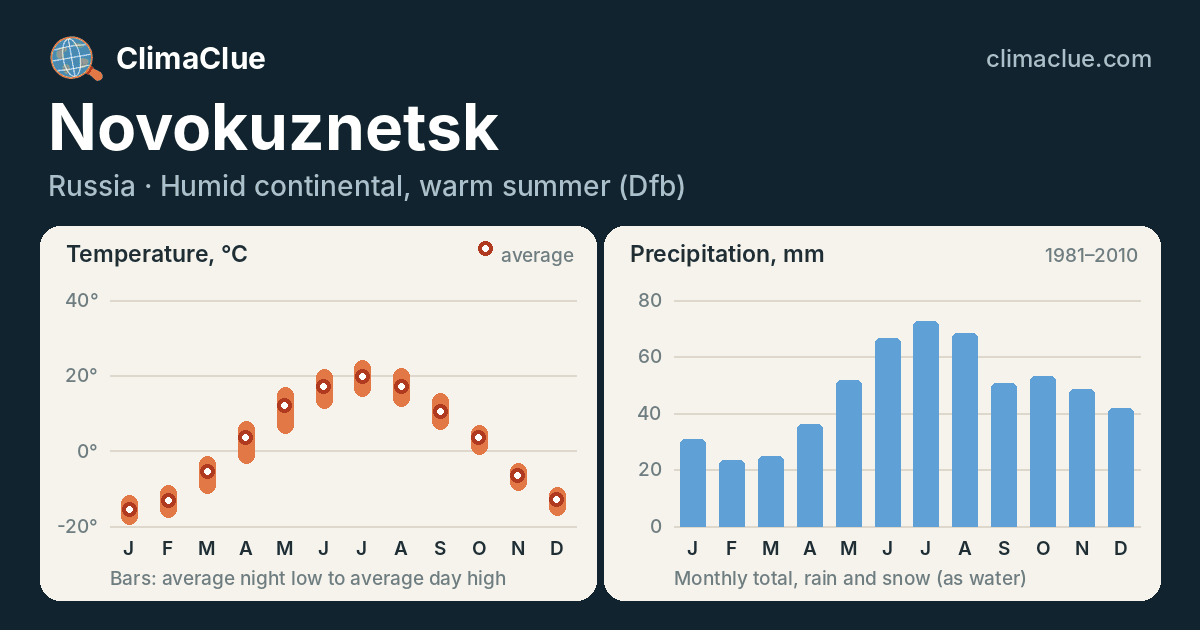 ClimaClue
climaclue.com
Novokuznetsk
Russia · Humid continental, warm summer (Dfb)
Temperature, °C
average
40°
20°
0°
-20°
J F M A M J J A S O N D
Bars: average night low to average day high
Precipitation, mm
1981–2010
80
60
40
20
0
J F M A M J J A S O N D
Monthly total, rain and snow (as water)